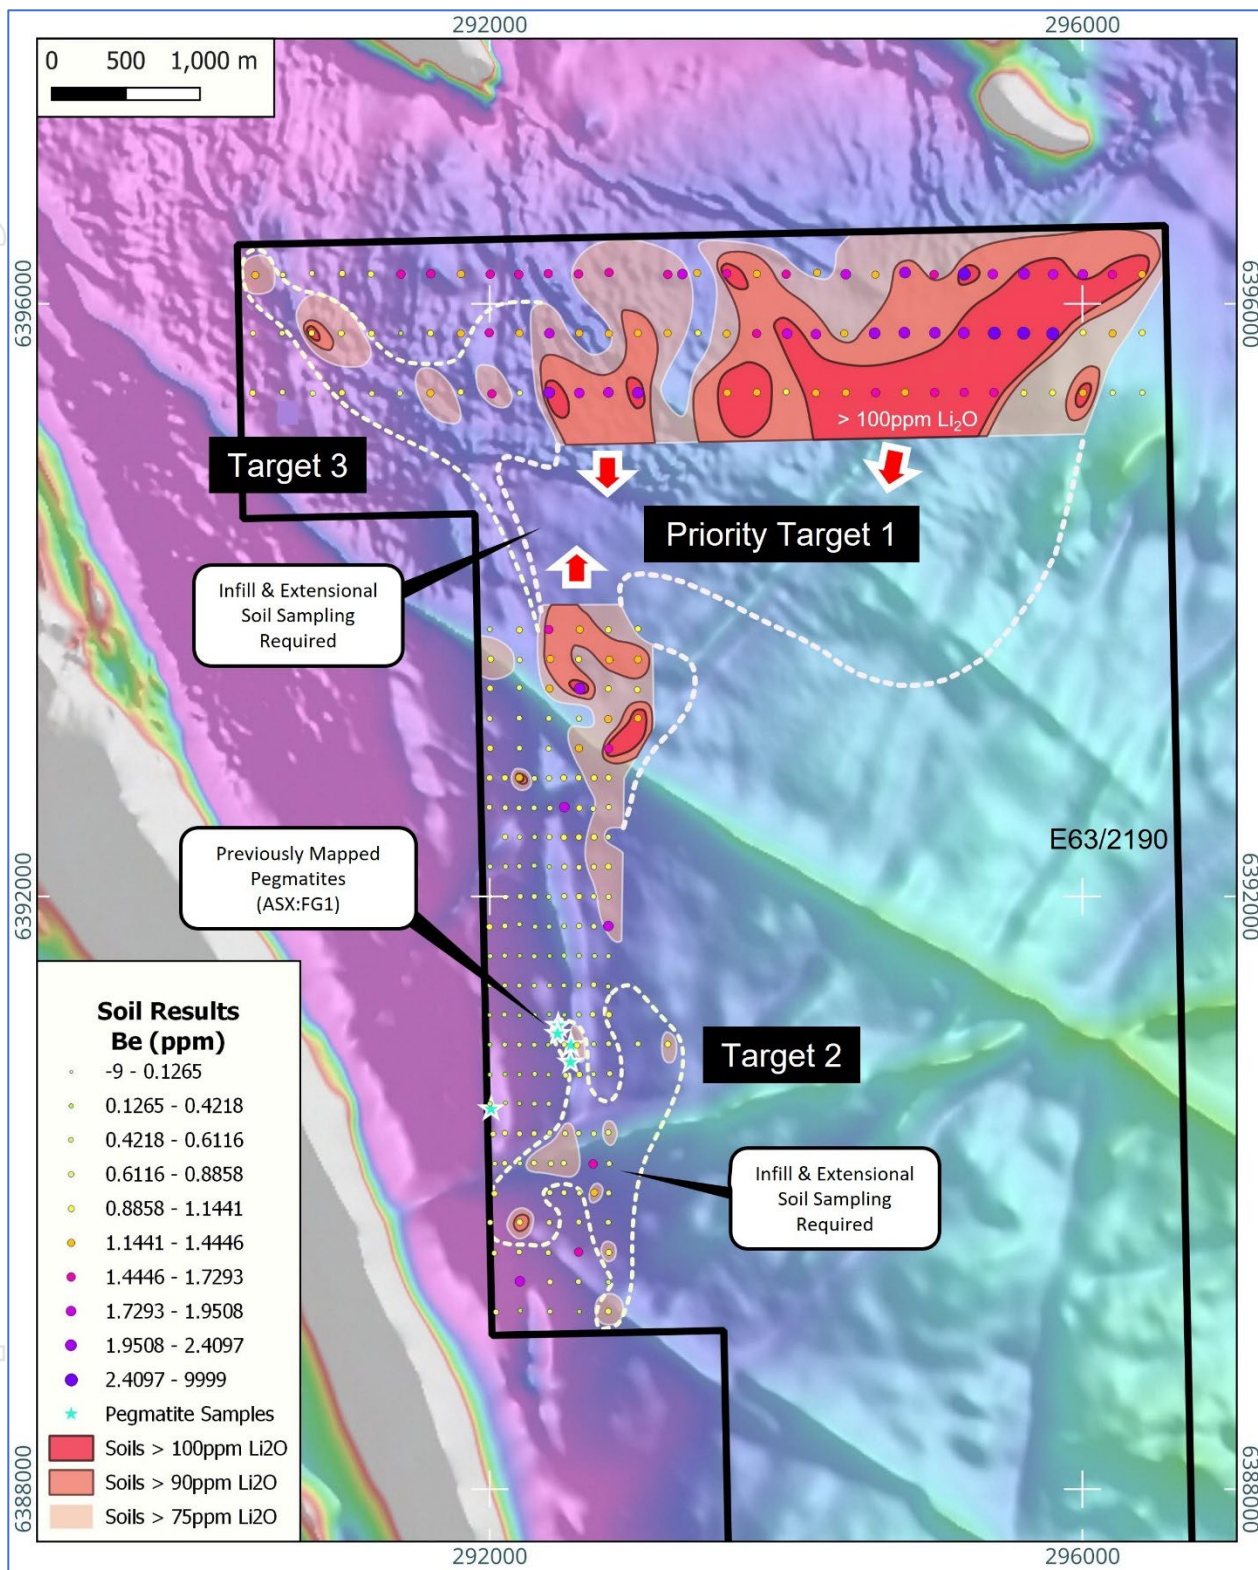 292000
296000
0 500 1,000 m
6396000
6396000
> 100ppm Li₂O
Target 3
Priority Target 1
Infill & Extensional
Soil Sampling
Required
E63/2190
Previously Mapped
Pegmatites
(ASX:FG1)
6392000
6392000
Target 2
Infill & Extensional
Soil Sampling
Required
Soil Results
Be (ppm)
-9 - 0.1265
0.1265 - 0.4218
0.4218 - 0.6116
0.6116 - 0.8858
0.8858 - 1.1441
1.1441 - 1.4446
1.4446 - 1.7293
1.7293 - 1.9508
1.9508 - 2.4097
2.4097 - 9999
Pegmatite Samples
Soils > 100ppm Li2O
Soils > 90ppm Li2O
Soils > 75ppm Li2O
6388000
6388000
292000
296000